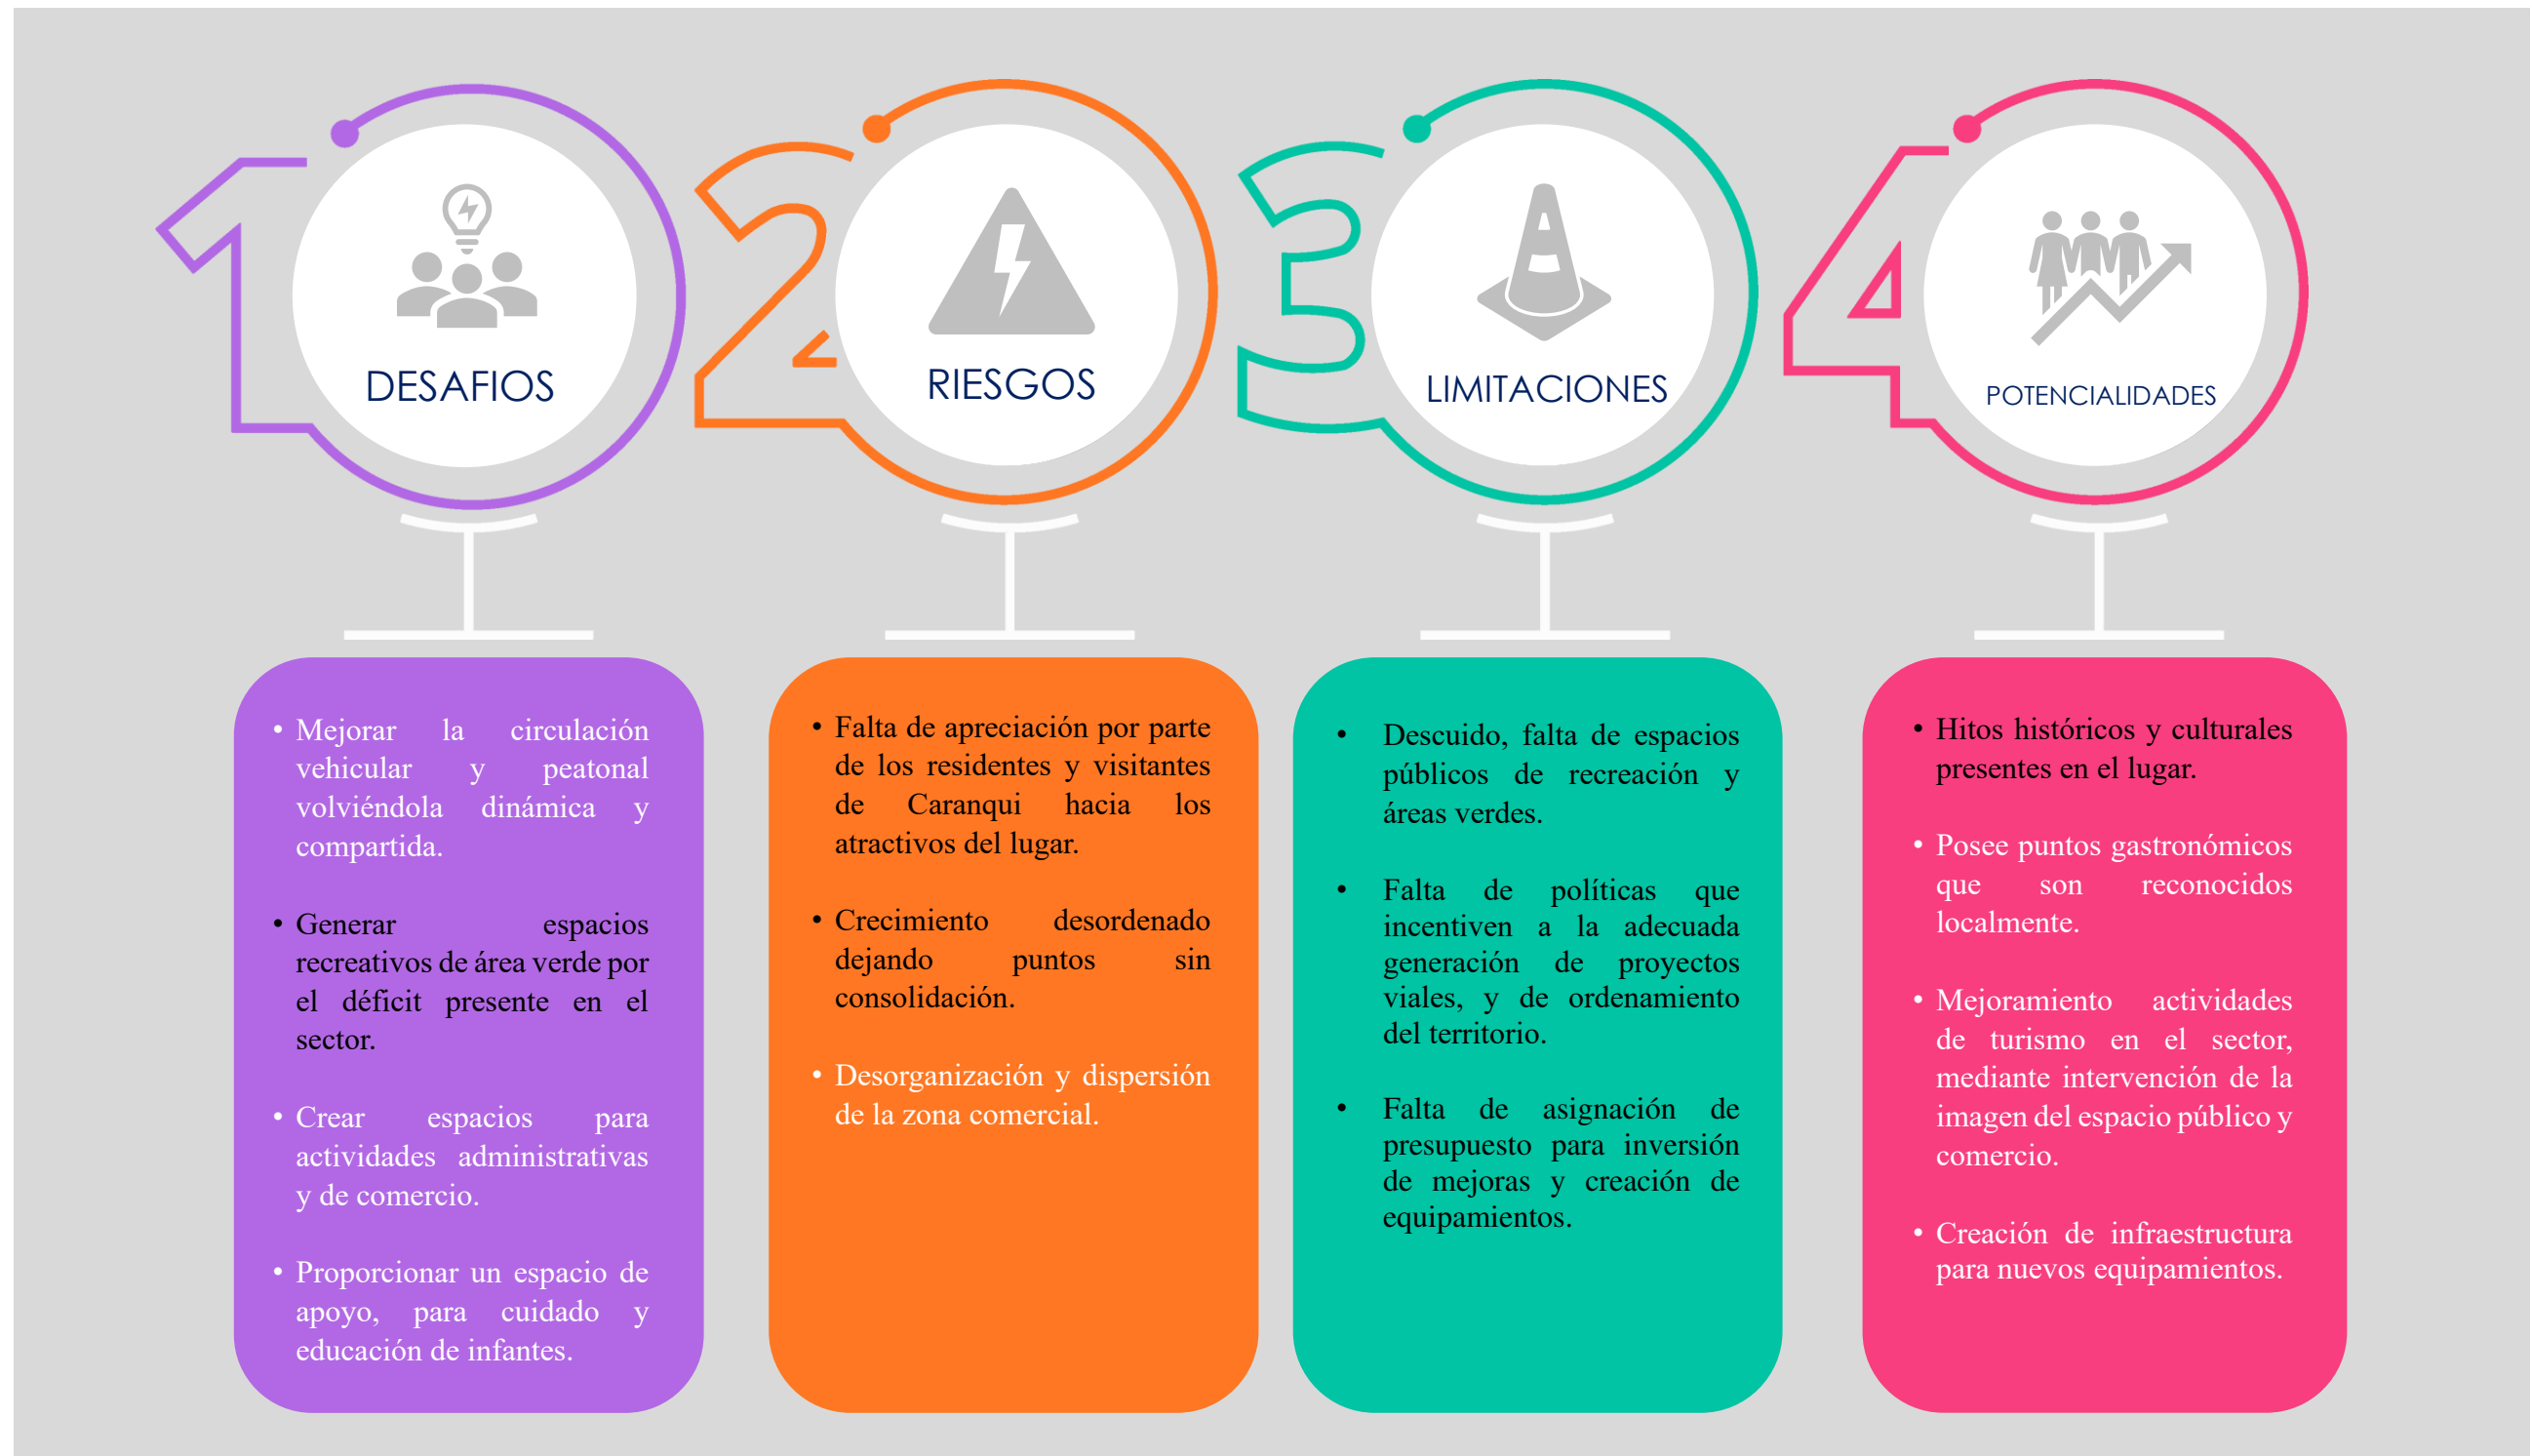 1
DESAFIOS
• Mejorar la circulación
vehicular y peatonal
volviéndola dinámica y
compartida.
• Generar espacios
recreativos de área verde por
el déficit presente en el
sector.
• Crear espacios para
actividades administrativas
y de comercio.
• Proporcionar un espacio de
apoyo, para cuidado y
educación de infantes.
2
RIESGOS
• Falta de apreciación por parte
de los residentes y visitantes
de Caranqui hacia los
atractivos del lugar.
• Crecimiento desordenado
dejando puntos sin
consolidación.
• Desorganización y dispersión
de la zona comercial.
3
LIMITACIONES
• Descuido, falta de espacios
públicos de recreación y
áreas verdes.
• Falta de políticas que
incentiven a la adecuada
generación de proyectos
viales, y de ordenamiento
del territorio.
• Falta de asignación de
presupuesto para inversión
de mejoras y creación de
equipamientos.
4
POTENCIALIDADES
• Hitos históricos y culturales
presentes en el lugar.
• Posee puntos gastronómicos
que son reconocidos
localmente.
• Mejoramiento actividades
de turismo en el sector,
mediante intervención de la
imagen del espacio público y
comercio.
• Creación de infraestructura
para nuevos equipamientos.